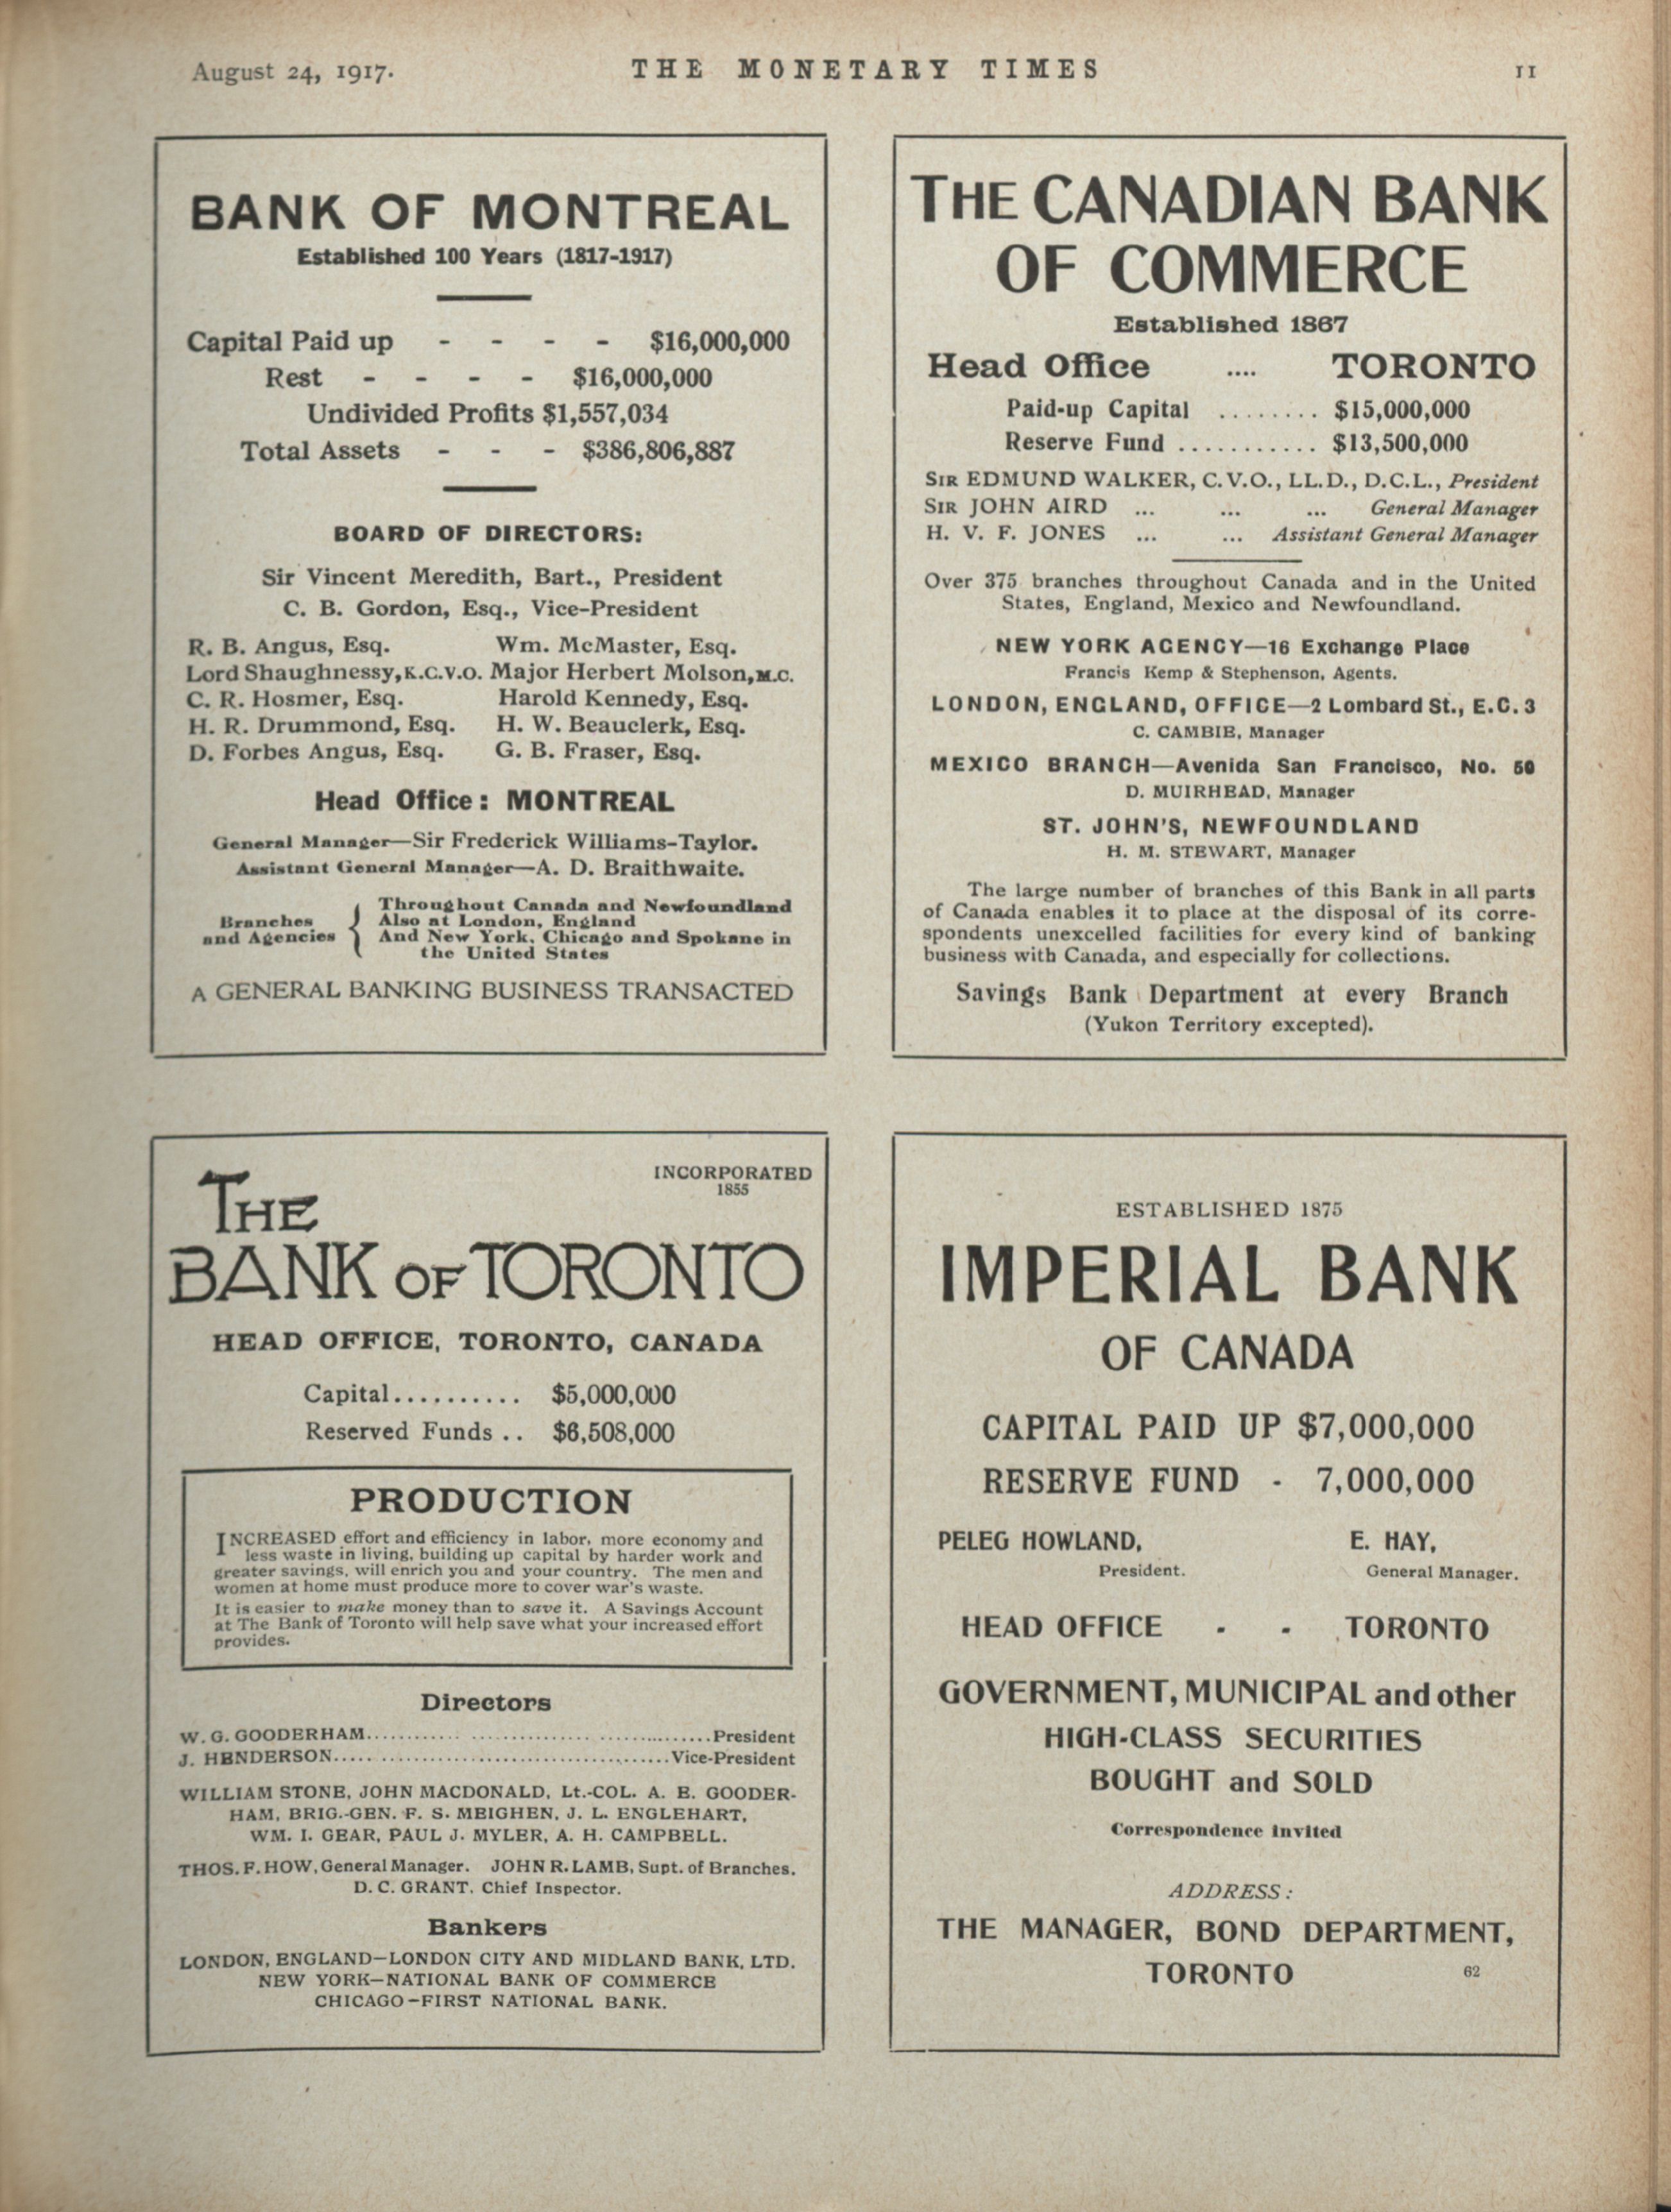 August 24, 1917.
THE MONETARY TIMES
11
BANK OF MONTREAL
Established 100 Years (1817-1917)
Capital Paid up - - - - $16,000,000
Rest - - - - $16,000,000
Undivided Profits $1,557,034
Total Assets - - - $386,806,887
BOARD OF DIRECTORS:
Sir Vincent Meredith, Bart., President
C. B. Gordon, Esq., Vice-President
R. B. Angus, Esq. Wm. McMaster, Esq.
Lord Shaughnessy, K.C.V.O. Major Herbert Molson, M.C.
C. R. Hosmer, Esq. Harold Kennedy, Esq.
H. R. Drummond, Esq. H. W. Beauclerk, Esq.
D. Forbes Angus, Esq. G. B. Fraser, Esq.
Head Office: MONTREAL
General Manager—Sir Frederick Williams-Taylor.
Assistant General Manager—A. D. Braithwaite.
Branches and Agencies
Throughout Canada and Newfoundland
Also at London, England
And New York, Chicago and Spokane in
the United States
A GENERAL BANKING BUSINESS TRANSACTED
THE CANADIAN BANK
OF COMMERCE
Established 1867
Head Office .... TORONTO
Paid-up Capital ........ $15,000,000
Reserve Fund ........... $13,500,000
SIR EDMUND WALKER, C.V.O., LL.D., D.C.L., President
SIR JOHN AIRD ... ... ... General Manager
H. V. F. JONES ... ... Assistant General Manager
Over 375 branches throughout Canada and in the United
States, England, Mexico and Newfoundland.
NEW YORK AGENCY—16 Exchange Place
Francis Kemp & Stephenson, Agents.
LONDON, ENGLAND, OFFICE—2 Lombard St., E.C. 3
C. CAMBIE, Manager
MEXICO BRANCH—Avenida San Francisco, No. 50
D. MUIRHEAD, Manager
ST. JOHN'S, NEWFOUNDLAND
H. M. STEWART, Manager
The large number of branches of this Bank in all parts
of Canada enables it to place at the disposal of its corre-
spondents unexcelled facilities for every kind of banking
business with Canada, and especially for collections.
Savings Bank Department at every Branch
(Yukon Territory excepted).
INCORPORATED
1855
THE
BANK OF TORONTO
HEAD OFFICE, TORONTO, CANADA
Capital.......... $5,000,000
Reserved Funds .. $6,508,000
PRODUCTION
INCREASED effort and efficiency in labor, more economy and
less waste in living, building up capital by harder work and
greater savings, will enrich you and your country. The men and
women at home must produce more to cover war's waste.
It is easier to make money than to save it. A Savings Account
at The Bank of Toronto will help save what your increased effort
provides.
Directors
W. G. GOODERHAM.......................................President
J. HENDERSON.......................................Vice-President
WILLIAM STONE, JOHN MACDONALD, Lt.-COL. A. E. GOODER-
HAM, BRIG.-GEN. F. S. MEIGHEN, J. L. ENGLEHART,
WM. I. GEAR, PAUL J. MYLER, A. H. CAMPBELL.
THOS. F. HOW, General Manager. JOHN R. LAMB, Supt. of Branches.
D. C. GRANT, Chief Inspector.
Bankers
LONDON, ENGLAND—LONDON CITY AND MIDLAND BANK, LTD.
NEW YORK—NATIONAL BANK OF COMMERCE
CHICAGO—FIRST NATIONAL BANK.
ESTABLISHED 1875
IMPERIAL BANK
OF CANADA
CAPITAL PAID UP $7,000,000
RESERVE FUND - 7,000,000
PELEG HOWLAND, E. HAY,
President. General Manager.
HEAD OFFICE - - TORONTO
GOVERNMENT, MUNICIPAL and other
HIGH-CLASS SECURITIES
BOUGHT and SOLD
Correspondence Invited
ADDRESS:
THE MANAGER, BOND DEPARTMENT,
TORONTO
62